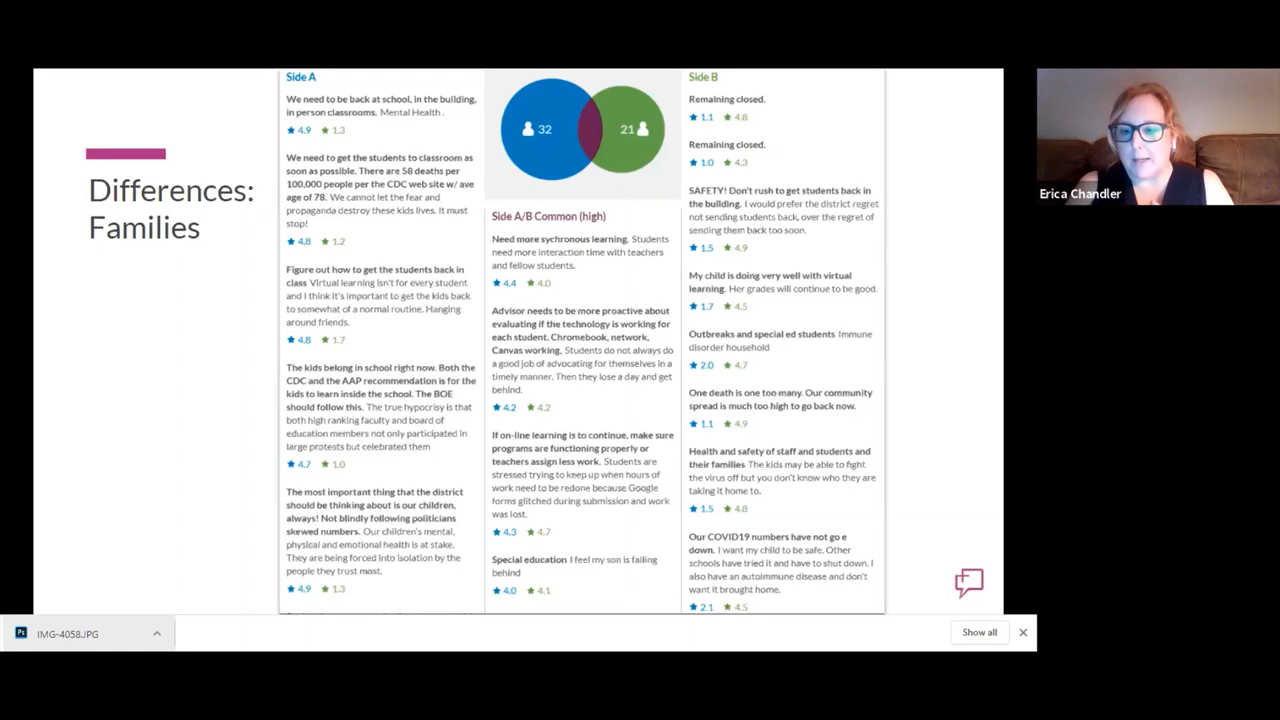 Differences:
Families
Side A
We need to be back at school, in the building,
in person classrooms. Mental Health .
4.9 1.3
We need to get the students to classroom as
soon as possible. There are 58 deaths per
100,000 people per the CDC web site w/ ave
age of 78. We cannot let the fear and
propaganda destroy these kids lives. It must
stop!
4.8 1.2
Figure out how to get the students back in
class Virtual learning isn't for every student
and I think it's important to get the kids back
to somewhat of a normal routine. Hanging
around friends.
4.8 1.7
The kids belong in school right now. Both the
CDC and the AAP recommendation is for the
kids to learn inside the school. The BOE
should follow this. The true hypocrisy is that
both high ranking faculty and board of
education members not only participated in
large protests but celebrated them
4.7 1.0
The most important thing that the district
should be thinking about is our children,
always! Not blindly following politicians
skewed numbers. Our children's mental,
physical and emotional health is at stake.
They are being forced into isolation by the
people they trust most.
4.9 1.3
32 21
Side A/B Common (high)
Need more sychronous learning. Students
need more interaction time with teachers
and fellow students.
4.4 4.0
Advisor needs to be more proactive about
evaluating if the technology is working for
each student. Chromebook, network,
Canvas working, Students do not always do
a good job of advocating for themselves in a
timely manner. Then they lose a day and get
behind.
4.2 4.2
If on-line learning is to continue, make sure
programs are functioning properly or
teachers assign less work. Students are
stressed trying to keep up when hours of
work need to be redone because Google
forms glitched during submission and work
was lost.
4.3 4.7
Special education I feel my son is falling
behind
4.0 4.1
Side B
Remaining closed.
1.1 4.8
Remaining closed.
1.0 4.3
SAFETY! Don't rush to get students back in
the building. I would prefer the district regret
not sending students back, over the regret of
sending them back too soon.
1.5 4.9
My child is doing very well with virtual
learning. Her grades will continue to be good.
1.7 4.5
Outbreaks and special ed students Immune
disorder household
2.0 4.7
One death is one too many. Our community
spread is much too high to go back now.
1.1 4.9
Health and safety of staff and students and
their families The kids may be able to fight
the virus off but you don't know who they are
taking it home to.
1.5 4.8
Our COVID19 numbers have not go e
down. I want my child to be safe. Other
schools have tried it and have to shut down. I
also have an autoimmune disease and don't
want it brought home.
2.1 4.5
Erica Chandler
Ps IMG-4058.JPG
Show all